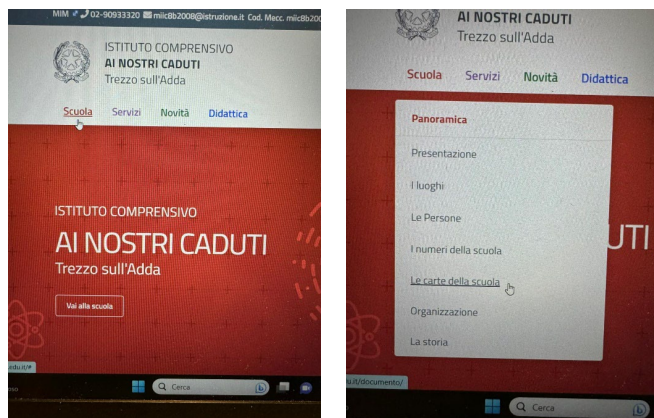 MIM 02-90933320 miic8b2008@istruzione.it Cod. Mecc. miic8b200
ISTITUTO COMPRENSIVO
AI NOSTRI CADUTI
Trezzo sull'Adda
Scuola Servizi Novità Didattica
ISTITUTO COMPRENSIVO
AI NOSTRI CADUTI
Trezzo sull'Adda
Vai alla scuola
.edu.it/#
Cerca
AI NOSTRI CADUTI
Trezzo sull'Adda
Scuola Servizi Novità Didattica
Panoramica
Presentazione
I luoghi
Le Persone
UTI
I numeri della scuola
Le carte della scuola
Organizzazione
La storia
u.it/documento/
Cerca